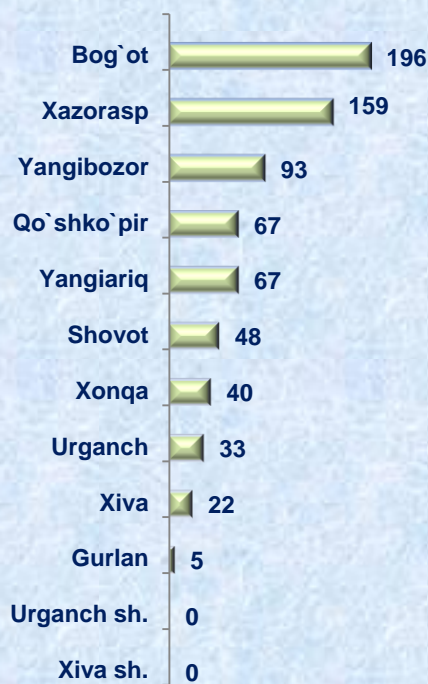 Bog`ot 196
Xazorasp 159
Yangibozor 93
Qo`shko`pir 67
Yangiariq 67
Shovot 48
Xonqa 40
Urganch 33
Xiva 22
Gurlan 5
Urganch sh. 0
Xiva sh. 0